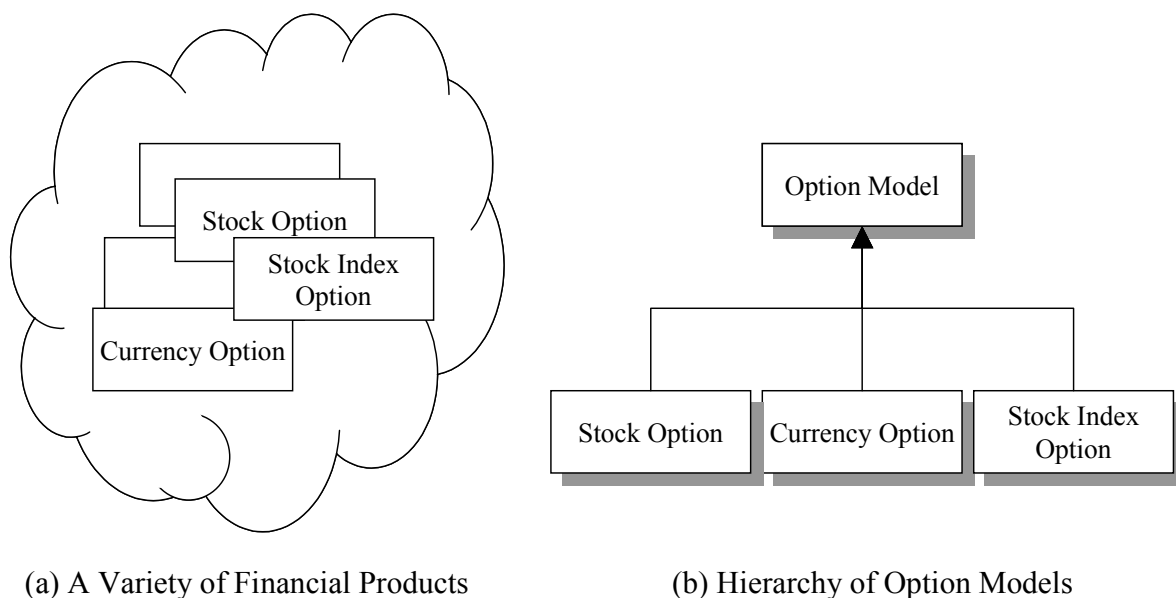 Stock Option
Stock Index
Option
Currency Option
(a) A Variety of Financial Products
Option Model
Stock Option
Currency Option
Stock Index
Option
(b) Hierarchy of Option Models